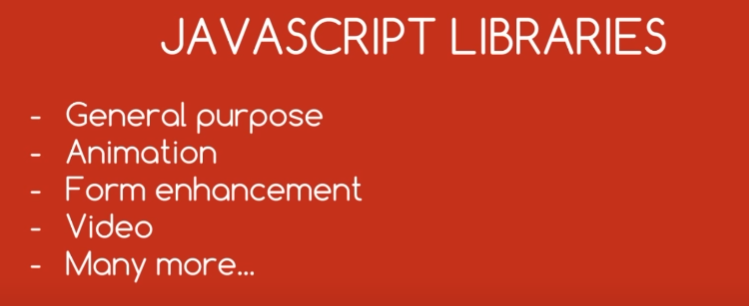 JAVASCRIPT LIBRARIES
- General purpose
- Animation
- Form enhancement
- Video
- Many more...